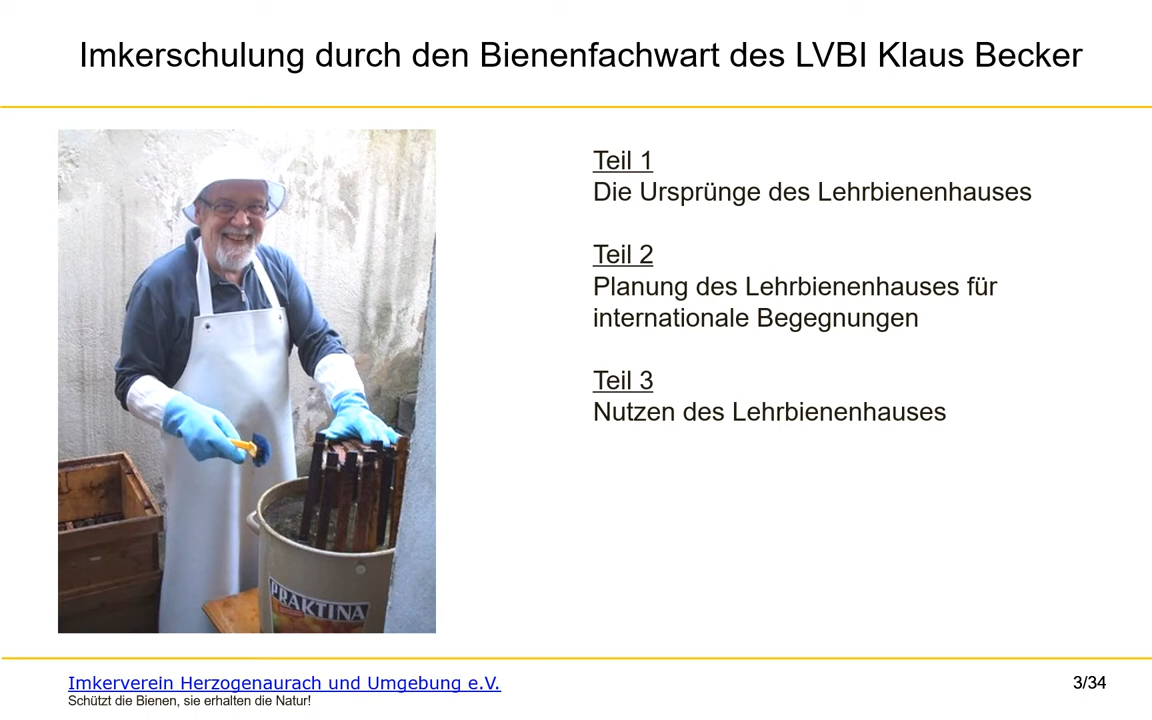 Imkerschulung durch den Bienenfachwart des LVBI Klaus Becker
Teil 1
Die Ursprünge des Lehrbienenhauses
Teil 2
Planung des Lehrbienenhauses für
internationale Begegnungen
Teil 3
Nutzen des Lehrbienenhauses
PRAKTINA
Imkerverein Herzogenaurach und Umgebung e.V.
Schützt die Bienen, sie erhalten die Natur!
3/34